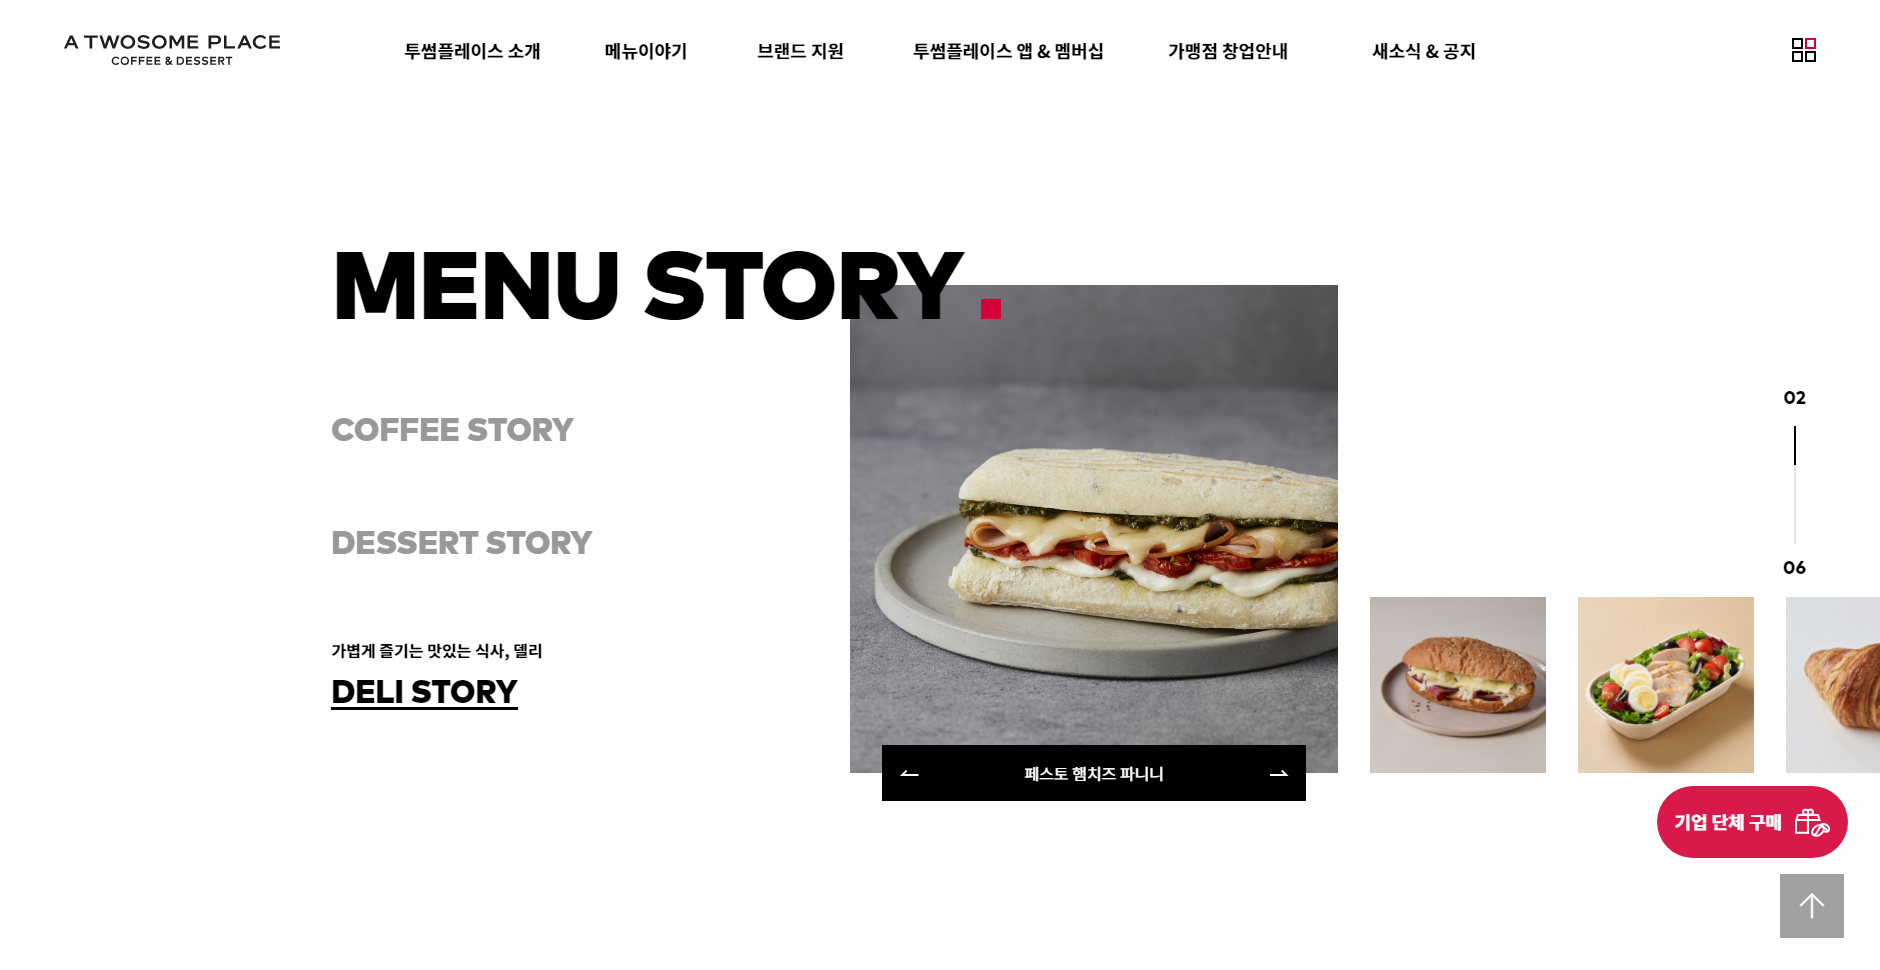 A TWOSOME PLACE
COFFEE & DESSERT
투썸플레이스 소개
메뉴이야기
브랜드 지원
투썸플레이스 앱 & 멤버십
가맹점 창업안내
새소식 & 공지
MENU STORY.
COFFEE STORY
DESSERT STORY
가볍게 즐기는 맛있는 식사, 델리
DELI STORY
페스토 햄치즈 파니니
02
06
기업 단체 구매